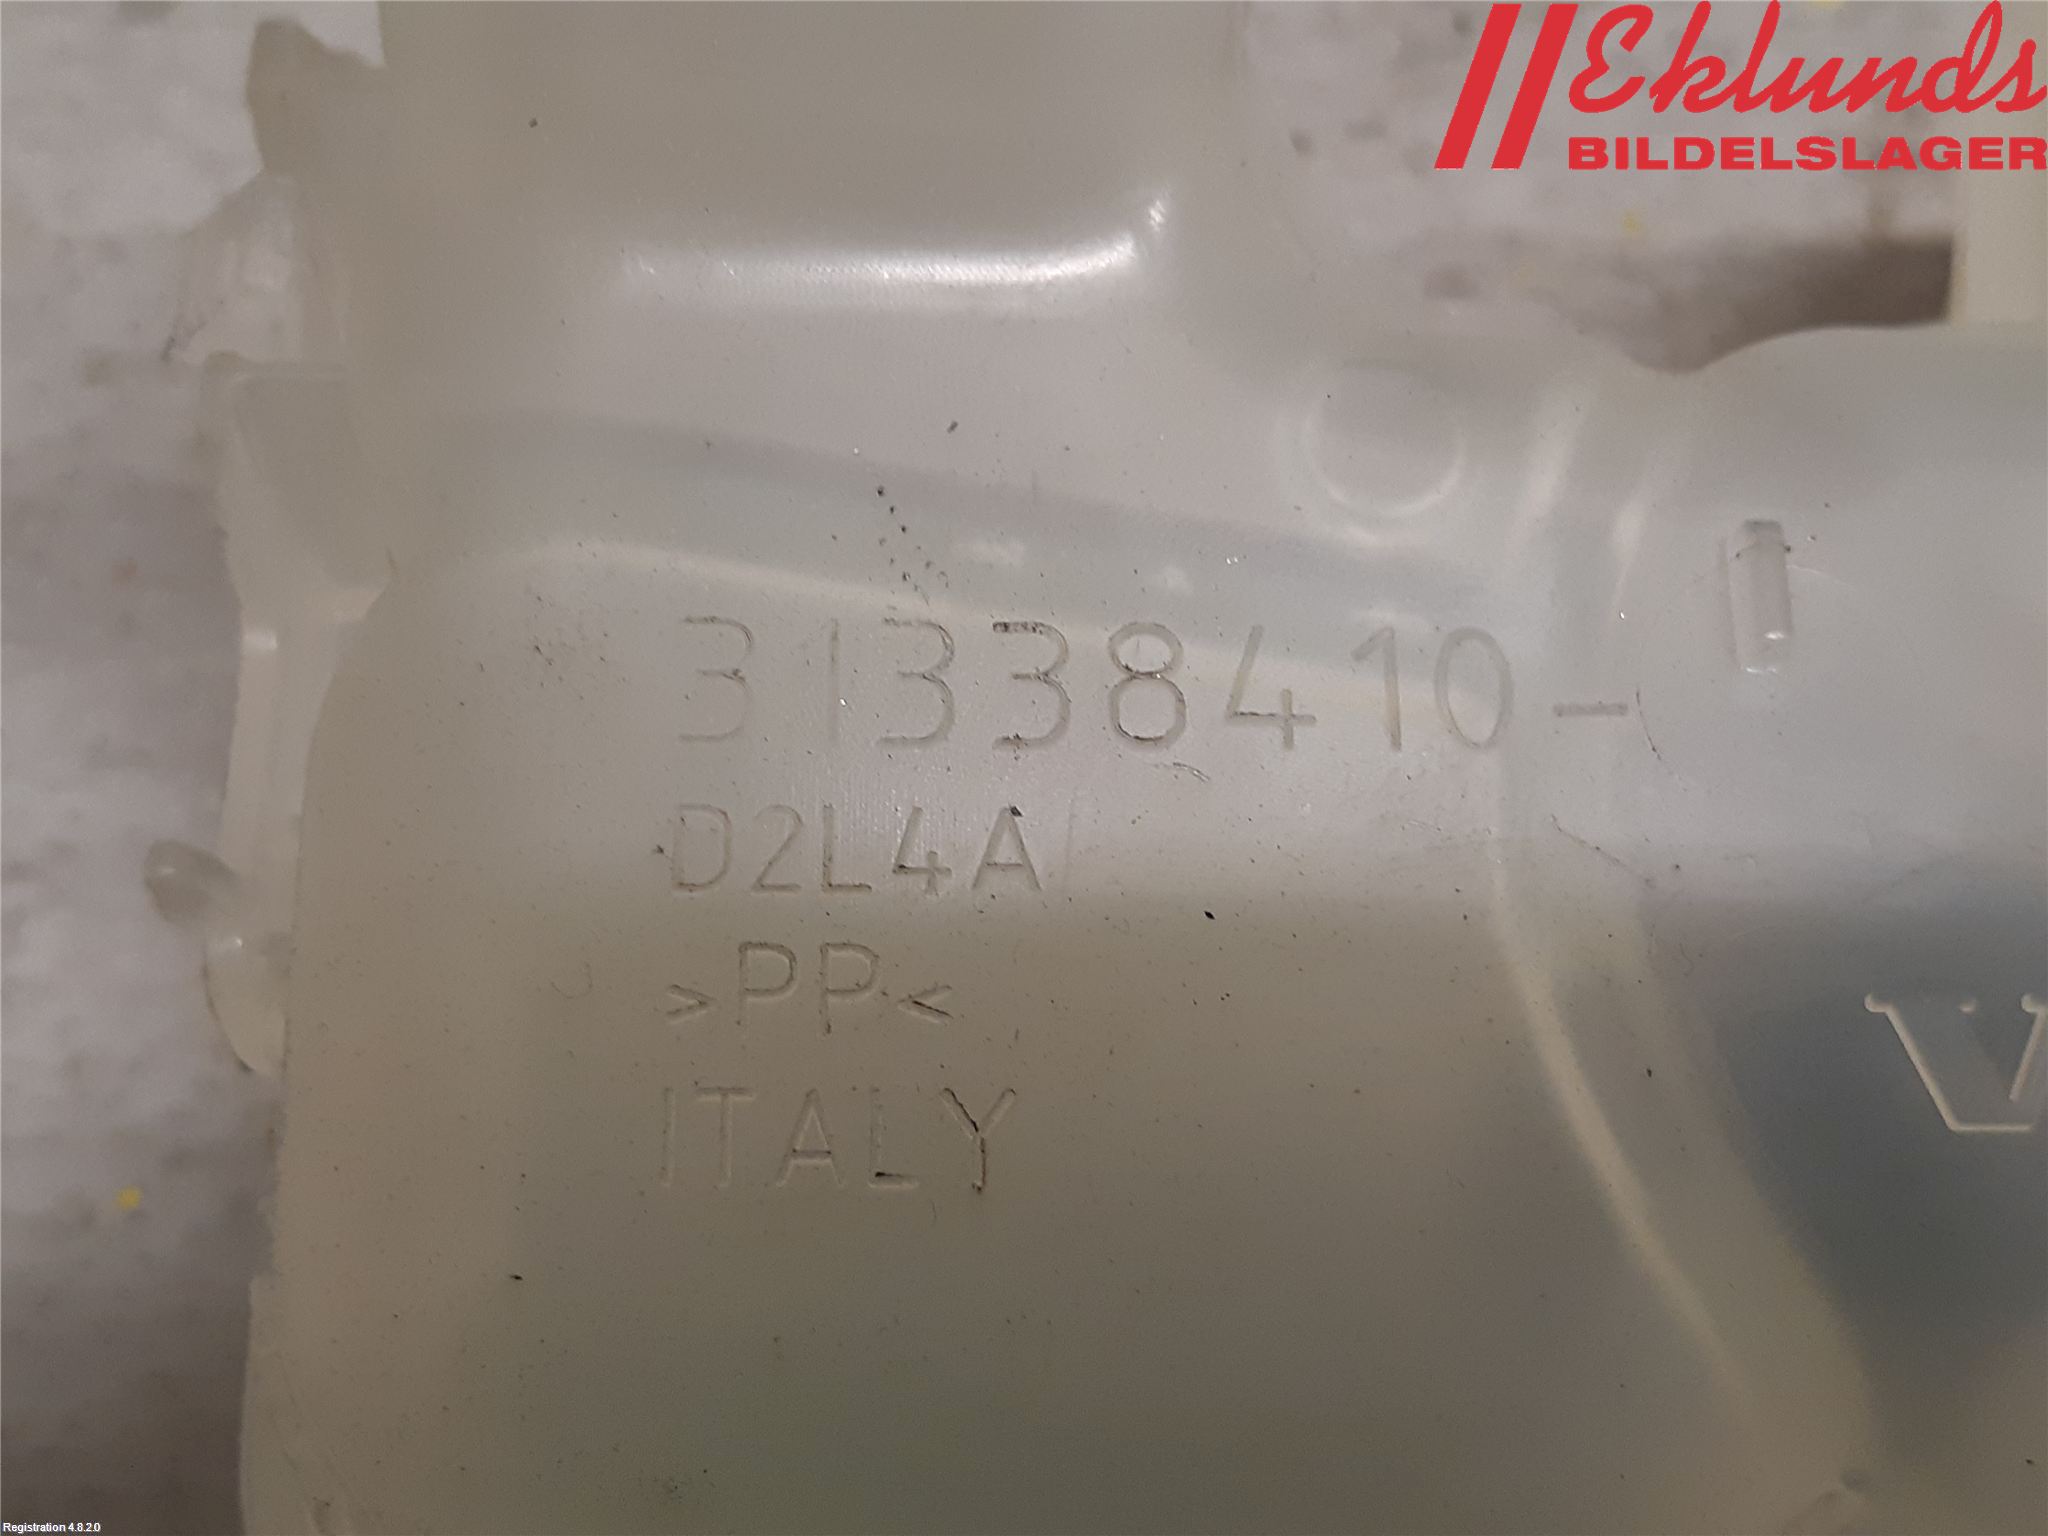 Eklunds
BILDELSLAGER
31338410-
D2L4A
>PP<
ITALY
V
Registration 4.8.2.0